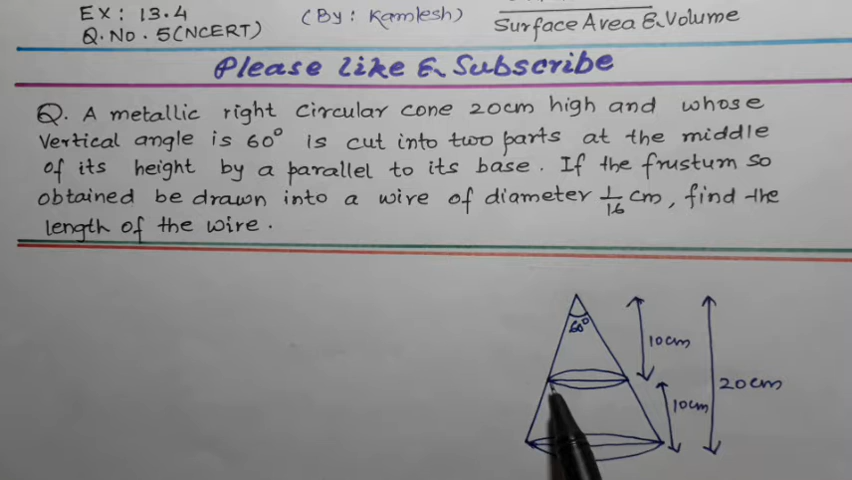 EX: 13.4
(By: Kamlesh)
Surface Area & Volume
Q.No. 5(NCERT)
Please like & Subscribe
Q. A metallic right circular cone 20cm high and whose
Vertical angle is 60° is cut into two parts at the middle
of its height by a parallel to its base. If the frustum so
obtained be drawn into a wire of diameter 1/16 cm, find the
length of the wire.
60°
10cm
20cm
10cm